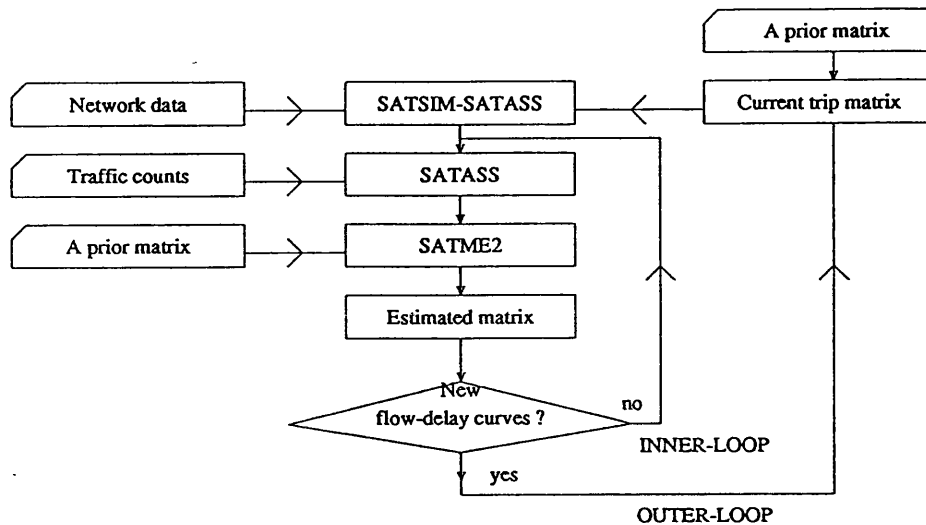 A prior matrix
Network data
SATSIM-SATASS
Current trip matrix
Traffic counts
SATASS
A prior matrix
SATME2
Estimated matrix
New
flow-delay curves ?
no
INNER-LOOP
yes
OUTER-LOOP